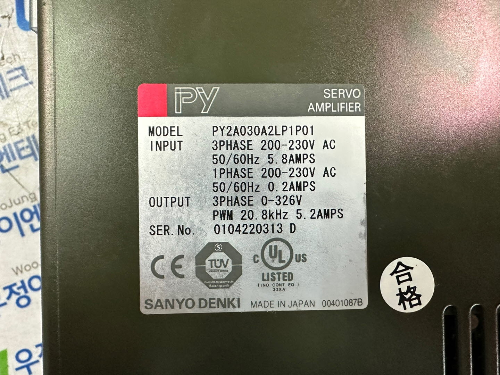 PY
SERVO
AMPLIFIER
MODEL PY2A030A2LP1P01
INPUT 3PHASE 200-230V AC
50/60Hz 5.8AMPS
1PHASE 200-230V AC
50/60Hz 0.2AMPS
OUTPUT 3PHASE 0-326V
PWM 20.8kHz 5.2AMPS
SER.No. 0104220313 D
CE
TÜV
C UL US
LISTED
SANYO DENKI MADE IN JAPAN 00401087B
合格